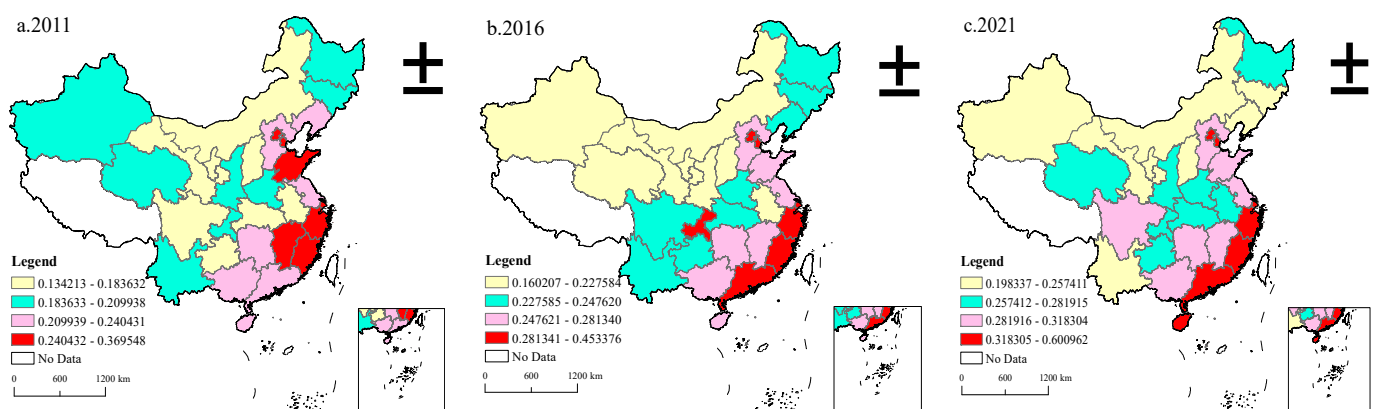 a.2011
±
Legend
0.134213 - 0.183632
0.183633 - 0.209938
0.209939 - 0.240431
0.240432 - 0.369548
No Data
0 600 1200 km
b.2016
±
Legend
0.160207 - 0.227584
0.227585 - 0.247620
0.247621 - 0.281340
0.281341 - 0.453376
No Data
0 600 1200 km
c.2021
±
Legend
0.198337 - 0.257411
0.257412 - 0.281915
0.281916 - 0.318304
0.318305 - 0.600962
No Data
0 600 1200 km